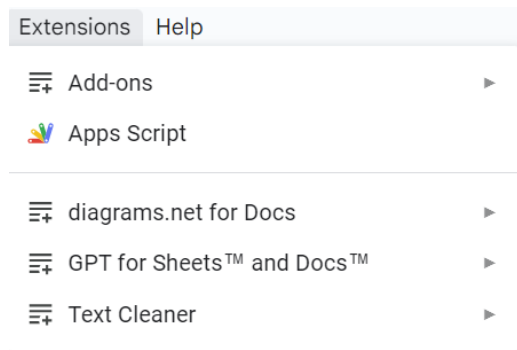 Extensions Help
Add-ons
Apps Script
diagrams.net for Docs
GPT for Sheets™ and Docs™
Text Cleaner